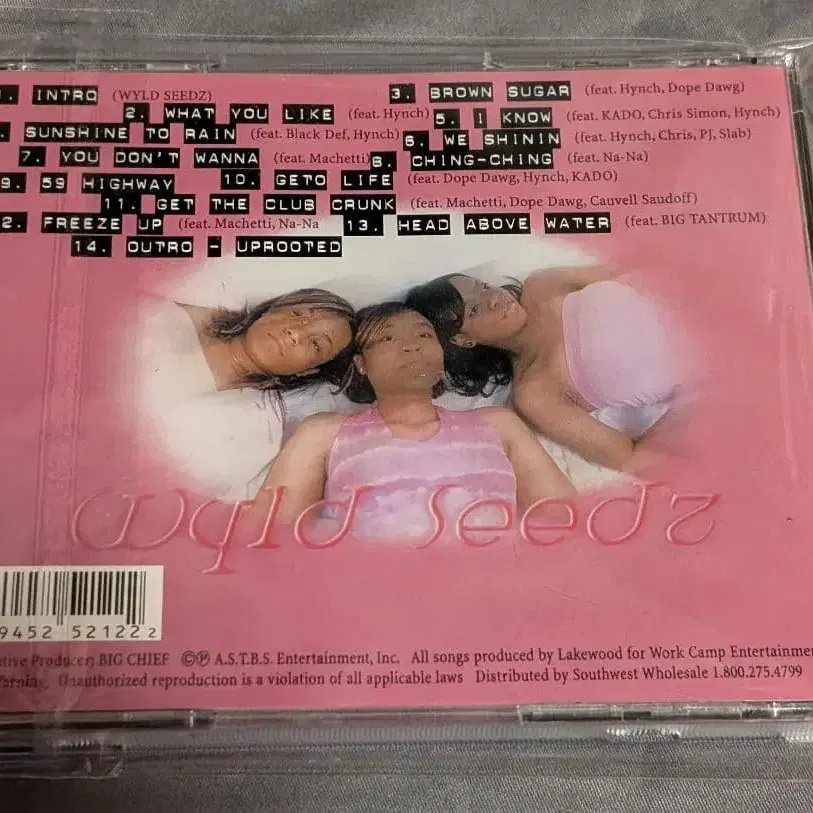 1. INTRO (WYLD SEEDZ)
2. WHAT YOU LIKE (feat. Hynch)
3. BROWN SUGAR (feat. Hynch, Dope Dawg)
. SUNSHINE TO RAIN (feat. Black Def, Hynch)
5. I KNOW (feat. KADO, Chris Simon, Hynch)
6. WE SHININ (feat. Hynch, Chris, PJ, Slab)
7. YOU DON'T WANNA (feat. Machetti)
8. CHING-CHING (feat. Na-Na)
9. 59 HIGHWAY
10. GETO LIFE (feat. Dope Dawg, Hynch, KADO)
11. GET THE CLUB CRUNK (feat. Machetti, Dope Dawg, Cauvell Saudoff)
2. FREEZE UP (feat. Machetti, Na-Na
13. HEAD ABOVE WATER (feat. BIG TANTRUM)
14. OUTRO - UPROOTED
Wyld Seedz
9452 52122 2
utive Producer: BIG CHIEF ©℗ A.S.T.B.S. Entertainment, Inc. All songs produced by Lakewood for Work Camp Entertainme
Warning. Unauthorized reproduction is a violation of all applicable laws Distributed by Southwest Wholesale 1.800.275.4799